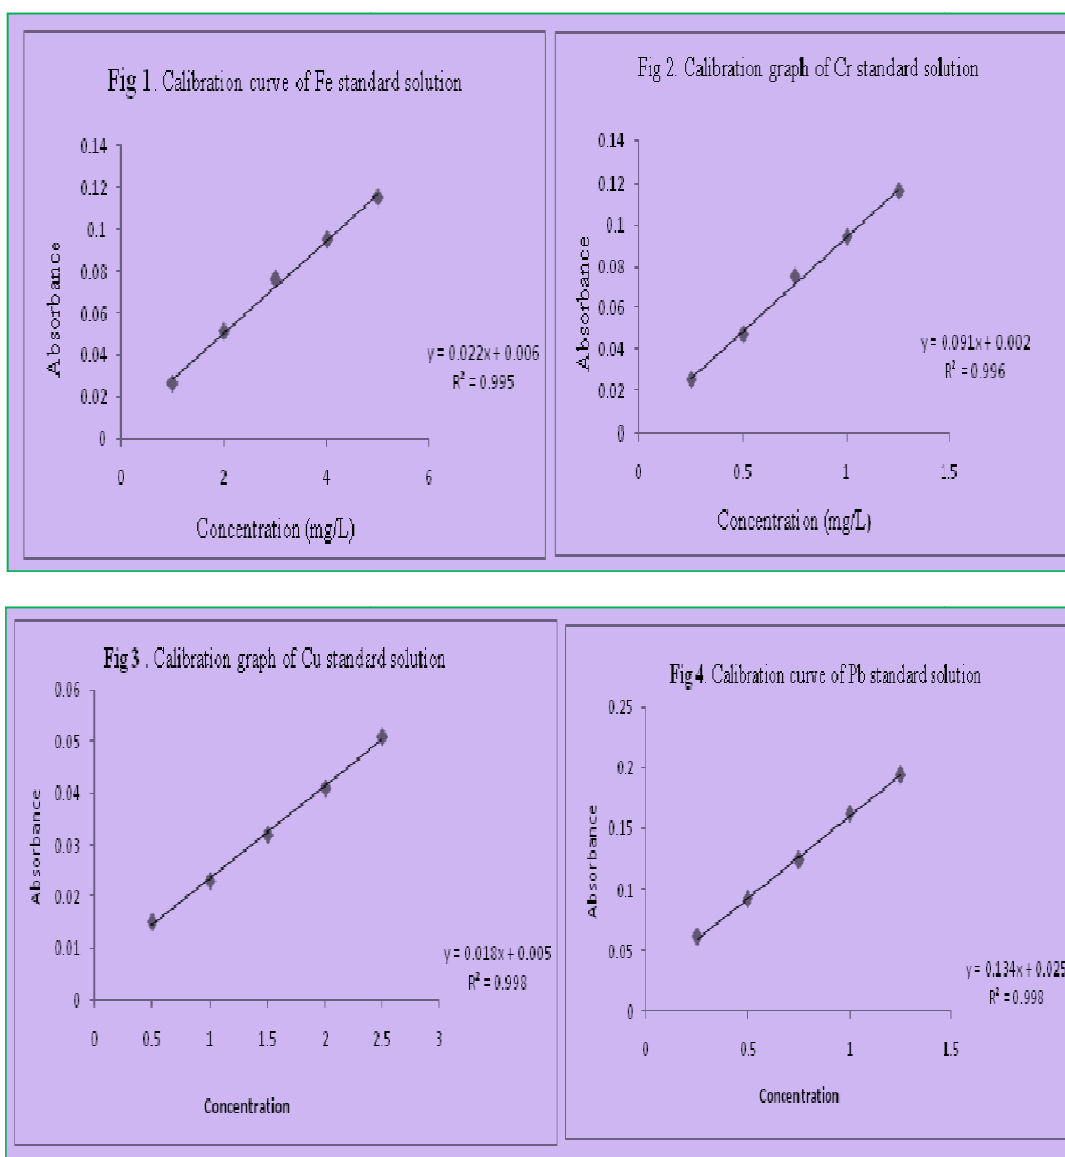 Fig 1. Calibration curve of Fe standard solution
0.14
0.12
0.1
0.08
0.06
0.04
0.02
0
Absorbance
y = 0.022x + 0.006
R² = 0.995
0 2 4 6
Concentration (mg/L)
Fig 2. Calibration graph of Cr standard solution
0.14
0.12
0.1
0.08
0.06
0.04
0.02
0
Absorbance
y = 0.091x + 0.002
R² = 0.996
0 0.5 1 1.5
Concentration (mg/L)
Fig 3 . Calibration graph of Cu standard solution
0.06
0.05
0.04
0.03
0.02
0.01
0
Absorbance
y = 0.018x + 0.005
R² = 0.998
0 0.5 1 1.5 2 2.5 3
Concentration
Fig 4. Calibration curve of Pb standard solution
0.25
0.2
0.15
0.1
0.05
0
Absorbance
y = 0.134x + 0.025
R² = 0.998
0 0.5 1 1.5
Concentration